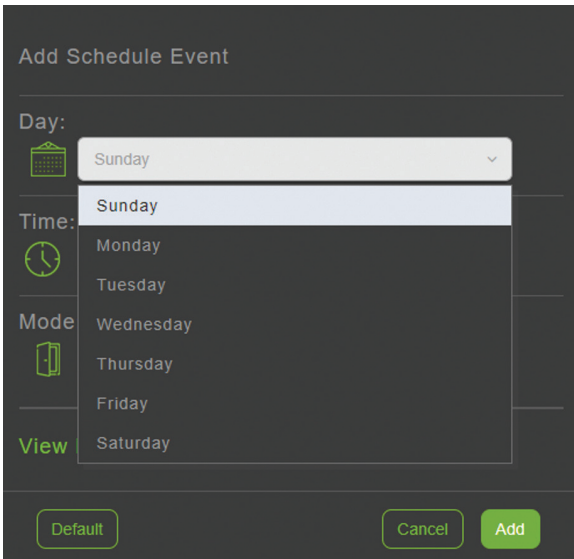 Add Schedule Event
Day:
Sunday
Sunday
Time:
Monday
Tuesday
Mode
Wednesday
Thursday
Friday
View
Saturday
Default
Cancel
Add